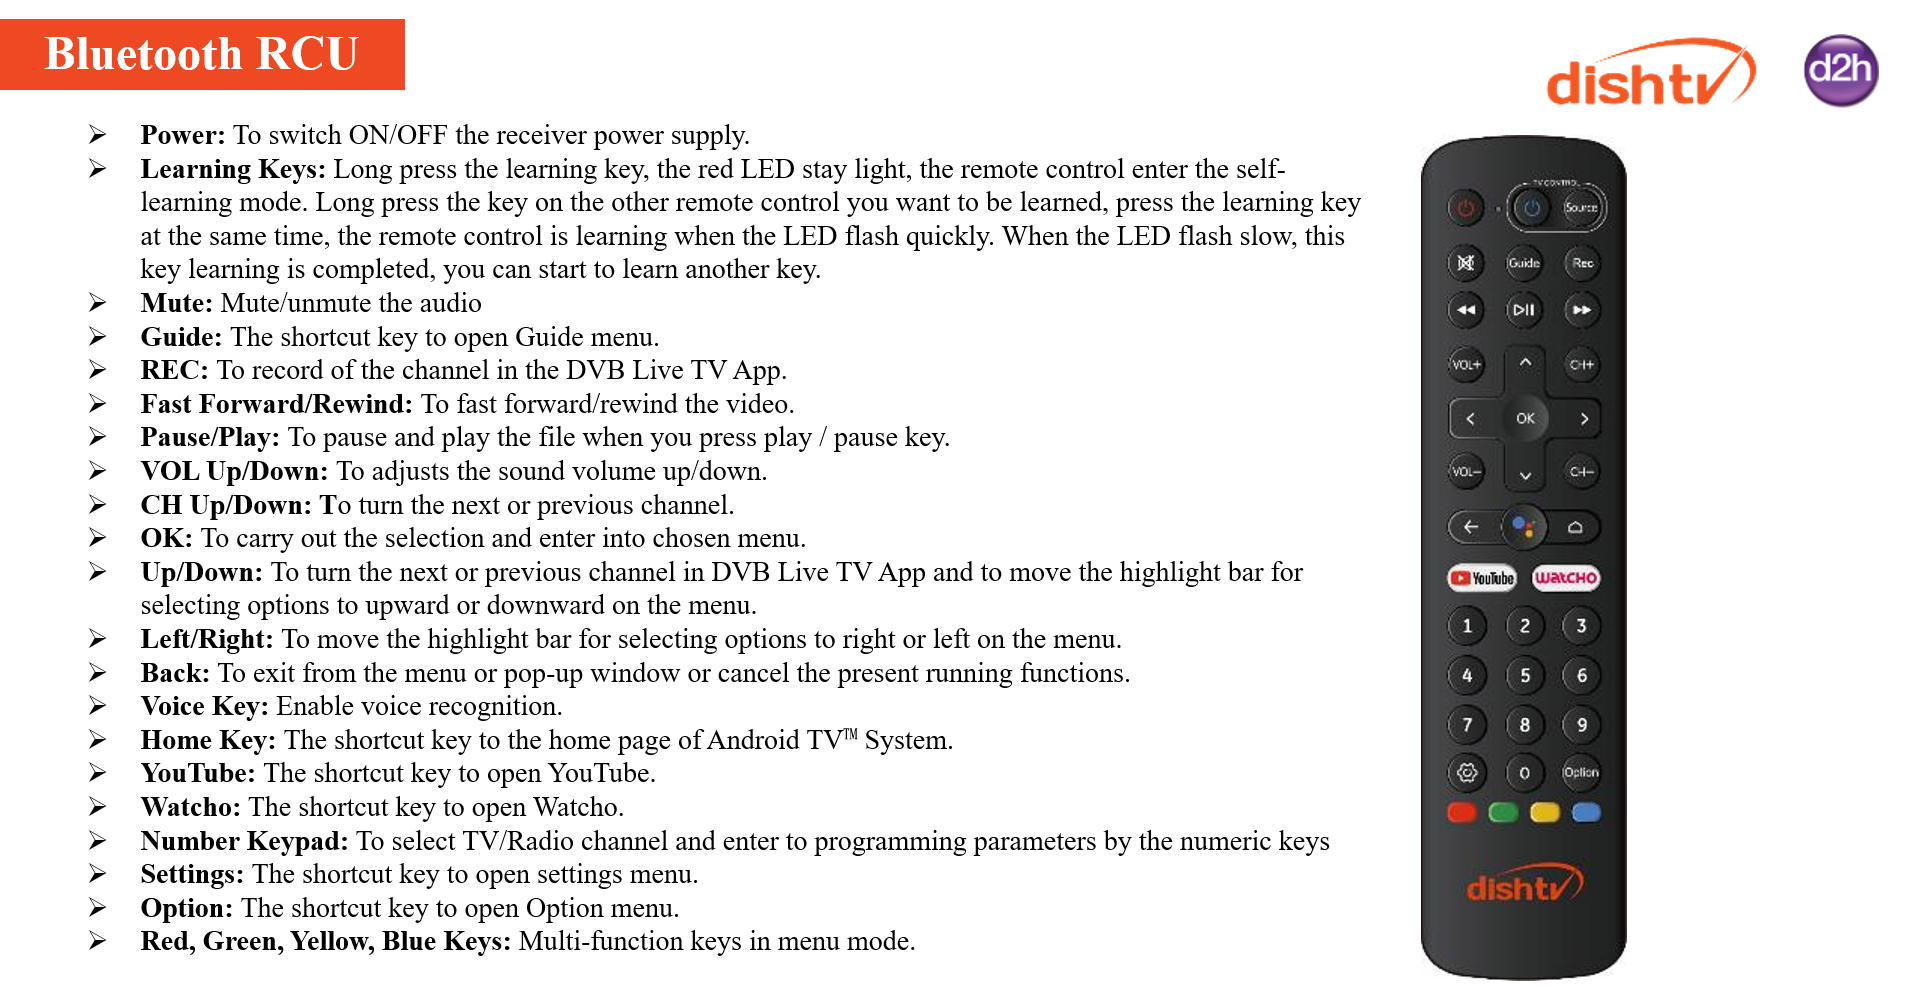 Bluetooth RCU
dishtv
d2h
➢ Power: To switch ON/OFF the receiver power supply.
➢ Learning Keys: Long press the learning key, the red LED stay light, the remote control enter the self-
learning mode. Long press the key on the other remote control you want to be learned, press the learning key
at the same time, the remote control is learning when the LED flash quickly. When the LED flash slow, this
key learning is completed, you can start to learn another key.
➢ Mute: Mute/unmute the audio
➢ Guide: The shortcut key to open Guide menu.
➢ REC: To record of the channel in the DVB Live TV App.
➢ Fast Forward/Rewind: To fast forward/rewind the video.
➢ Pause/Play: To pause and play the file when you press play / pause key.
➢ VOL Up/Down: To adjusts the sound volume up/down.
➢ CH Up/Down: To turn the next or previous channel.
➢ OK: To carry out the selection and enter into chosen menu.
➢ Up/Down: To turn the next or previous channel in DVB Live TV App and to move the highlight bar for
selecting options to upward or downward on the menu.
➢ Left/Right: To move the highlight bar for selecting options to right or left on the menu.
➢ Back: To exit from the menu or pop-up window or cancel the present running functions.
➢ Voice Key: Enable voice recognition.
➢ Home Key: The shortcut key to the home page of Android TV™ System.
➢ YouTube: The shortcut key to open YouTube.
➢ Watcho: The shortcut key to open Watcho.
➢ Number Keypad: To select TV/Radio channel and enter to programming parameters by the numeric keys
➢ Settings: The shortcut key to open settings menu.
➢ Option: The shortcut key to open Option menu.
➢ Red, Green, Yellow, Blue Keys: Multi-function keys in menu mode.
TV CONTROL
Source
Guide Rec
VOL+ CH+
OK
VOL- CH-
YouTube WATCHO
1 2 3
4 5 6
7 8 9
0 Option
dishtv